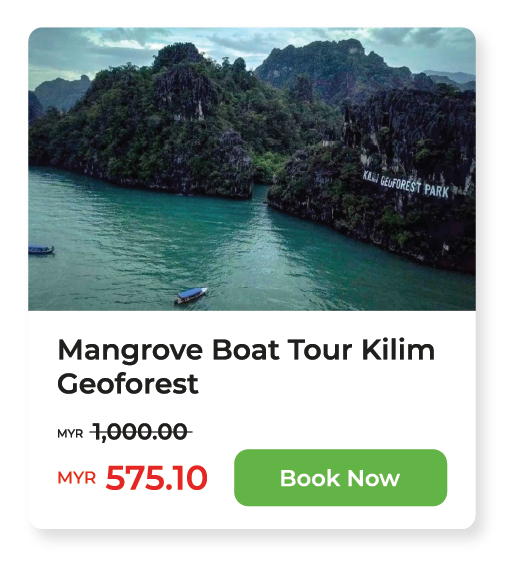 KILIM GEOFOREST PARK
Mangrove Boat Tour Kilim
Geoforest
MYR 1,000.00
MYR 575.10
Book Now